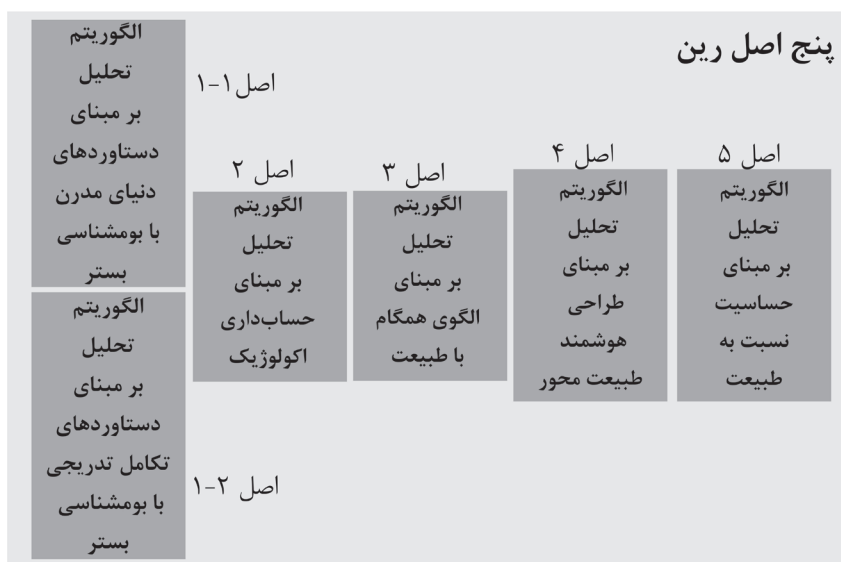 پنج اصل رین
اصل ۵
الگوریتم
تحلیل
بر مبنای
حساسیت
نسبت به
طبیعت
اصل ۴
الگوریتم
تحلیل
بر مبنای
طراحی
هوشمند
طبیعت محور
اصل ۳
الگوریتم
تحلیل
بر مبنای
الگوی همگام
با طبیعت
اصل ۲
الگوریتم
تحلیل
بر مبنای
حساب‌داری
اکولوژیک
اصل۱-۱
الگوریتم
تحلیل
بر مبنای
دستاوردهای
دنیای مدرن
با بومشناسی
بستر
اصل ۲-۱
الگوریتم
تحلیل
بر مبنای
دستاوردهای
تکامل تدریجی
با بومشناسی
بستر